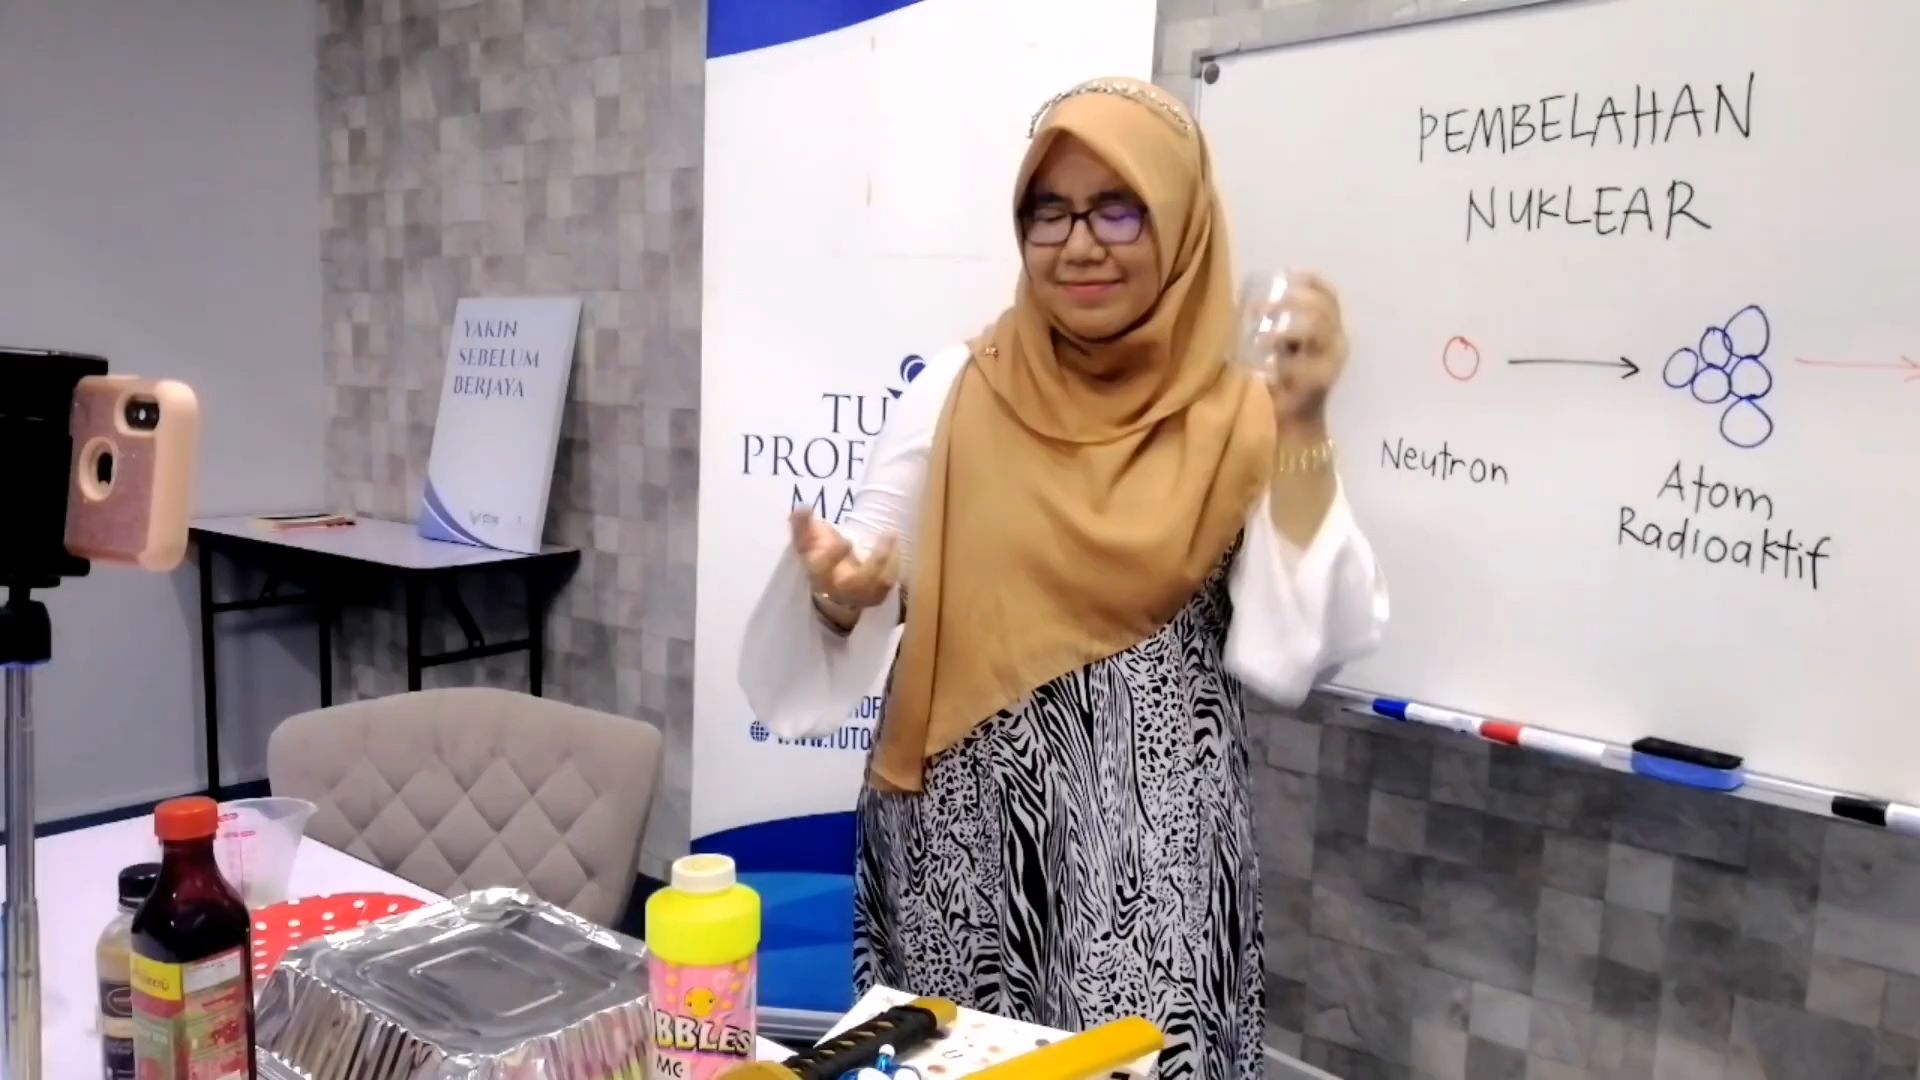 YAKIN
SEBELUM
BERJAYA
TU
PROF
MA
PEMBELAHAN
NUKLEAR
Neutron
Atom
Radioaktif
BBLES